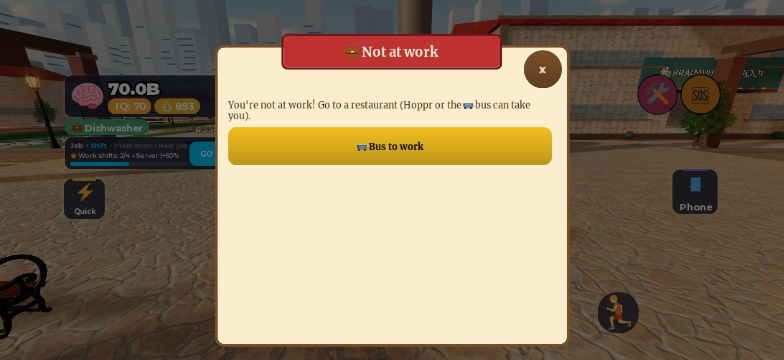 Not at work
x
70.0B
IQ: 70
893
Dishwasher
Job · Shift
Work shifts: 2/4 → Server (+50%
GO
You're not at work! Go to a restaurant (Hoppr or the bus can take
you).
Bus to work
Quick
SOS
Phone